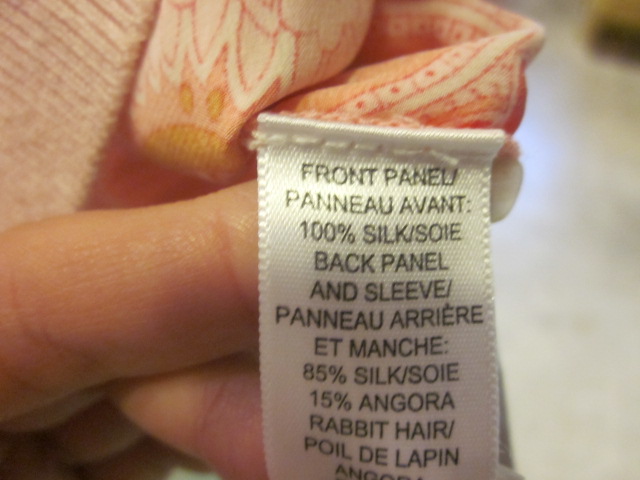 FRONT PANEL/
PANNEAU AVANT:
100% SILK/SOIE
BACK PANEL
AND SLEEVE/
PANNEAU ARRIÈRE
ET MANCHE:
85% SILK/SOIE
15% ANGORA
RABBIT HAIR/
POIL DE LAPIN
ANGORA